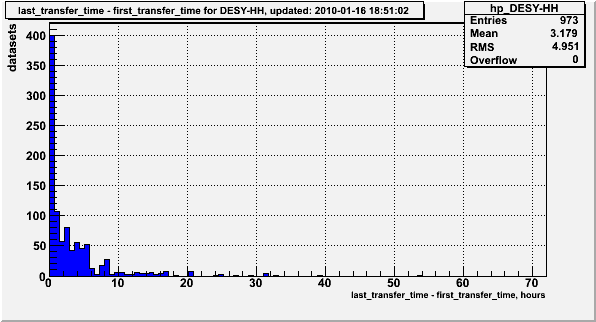 last_transfer_time - first_transfer_time for DESY-HH, updated: 2010-01-16 18:51:02
hp_DESY-HH
Entries 973
Mean 3.179
RMS 4.951
Overflow 0
datasets
400
350
300
250
200
150
100
50
0
0 10 20 30 40 50 60 70
last_transfer_time - first_transfer_time, hours